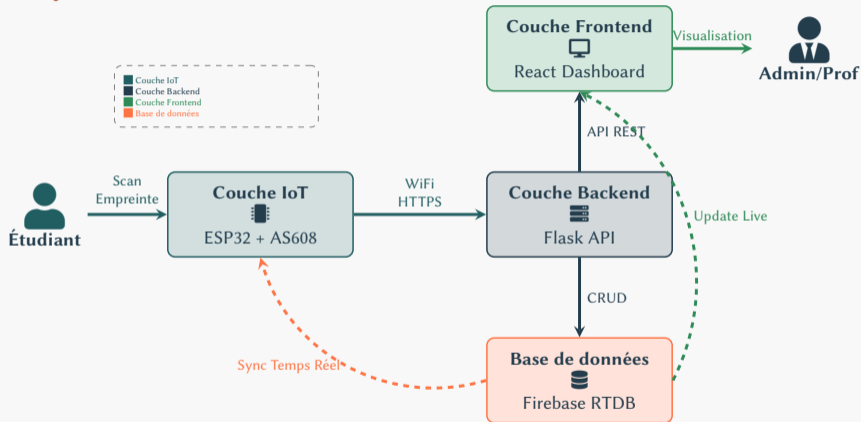 Couche Frontend
React Dashboard
Visualisation
Admin/Prof
Couche IoT
Couche Backend
Couche Frontend
Base de données
API REST
Scan
Empreinte
Étudiant
Couche IoT
ESP32 + AS608
WiFi
HTTPS
Couche Backend
Flask API
Update Live
CRUD
Sync Temps Réel
Base de données
Firebase RTDB